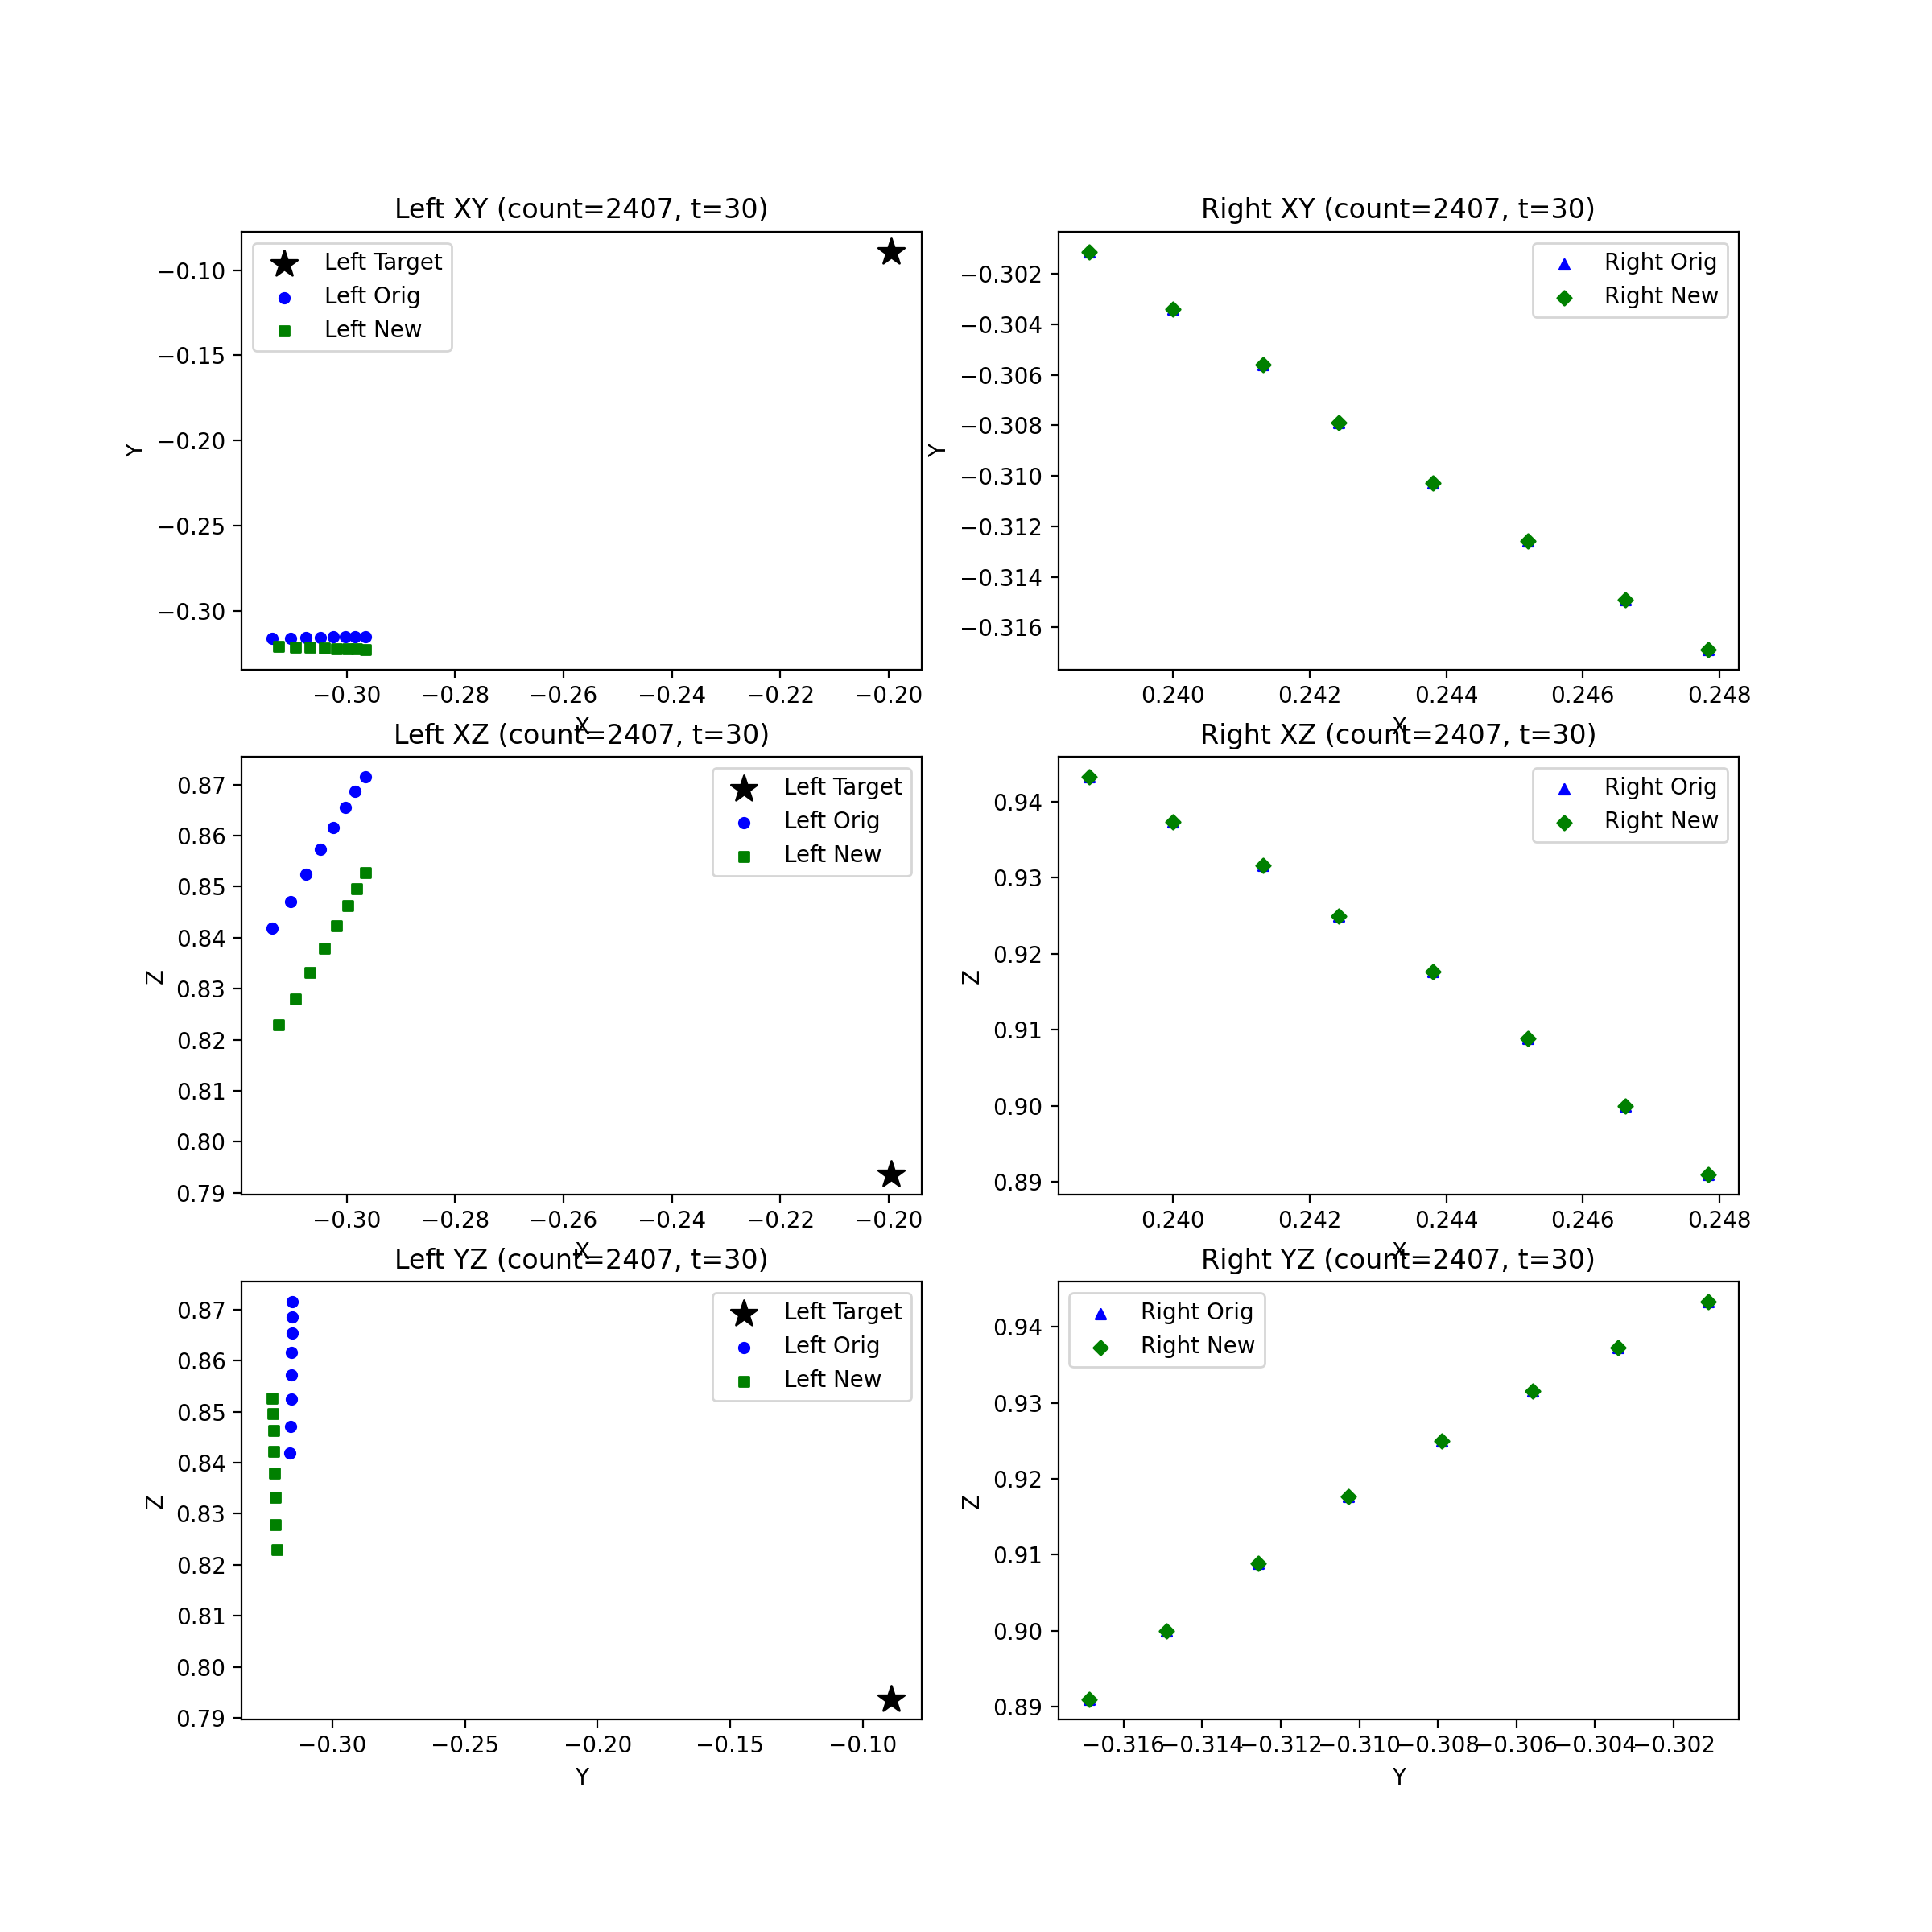 Left XY (count=2407, t=30)
Left Target
Left Orig
Left New
−0.10
−0.15
−0.20
−0.25
−0.30
Y
−0.30 −0.28 −0.26 −0.24 −0.22 −0.20
X
Right XY (count=2407, t=30)
Right Orig
Right New
−0.302
−0.304
−0.306
−0.308
−0.310
−0.312
−0.314
−0.316
Y
0.240 0.242 0.244 0.246 0.248
X
Left XZ (count=2407, t=30)
Left Target
Left Orig
Left New
0.87
0.86
0.85
0.84
0.83
0.82
0.81
0.80
0.79
Z
−0.30 −0.28 −0.26 −0.24 −0.22 −0.20
X
Right XZ (count=2407, t=30)
Right Orig
Right New
0.94
0.93
0.92
0.91
0.90
0.89
Z
0.240 0.242 0.244 0.246 0.248
X
Left YZ (count=2407, t=30)
Left Target
Left Orig
Left New
0.87
0.86
0.85
0.84
0.83
0.82
0.81
0.80
0.79
Z
−0.30 −0.25 −0.20 −0.15 −0.10
Y
Right YZ (count=2407, t=30)
Right Orig
Right New
0.94
0.93
0.92
0.91
0.90
0.89
Z
−0.316 −0.314 −0.312 −0.310 −0.308 −0.306 −0.304 −0.302
Y